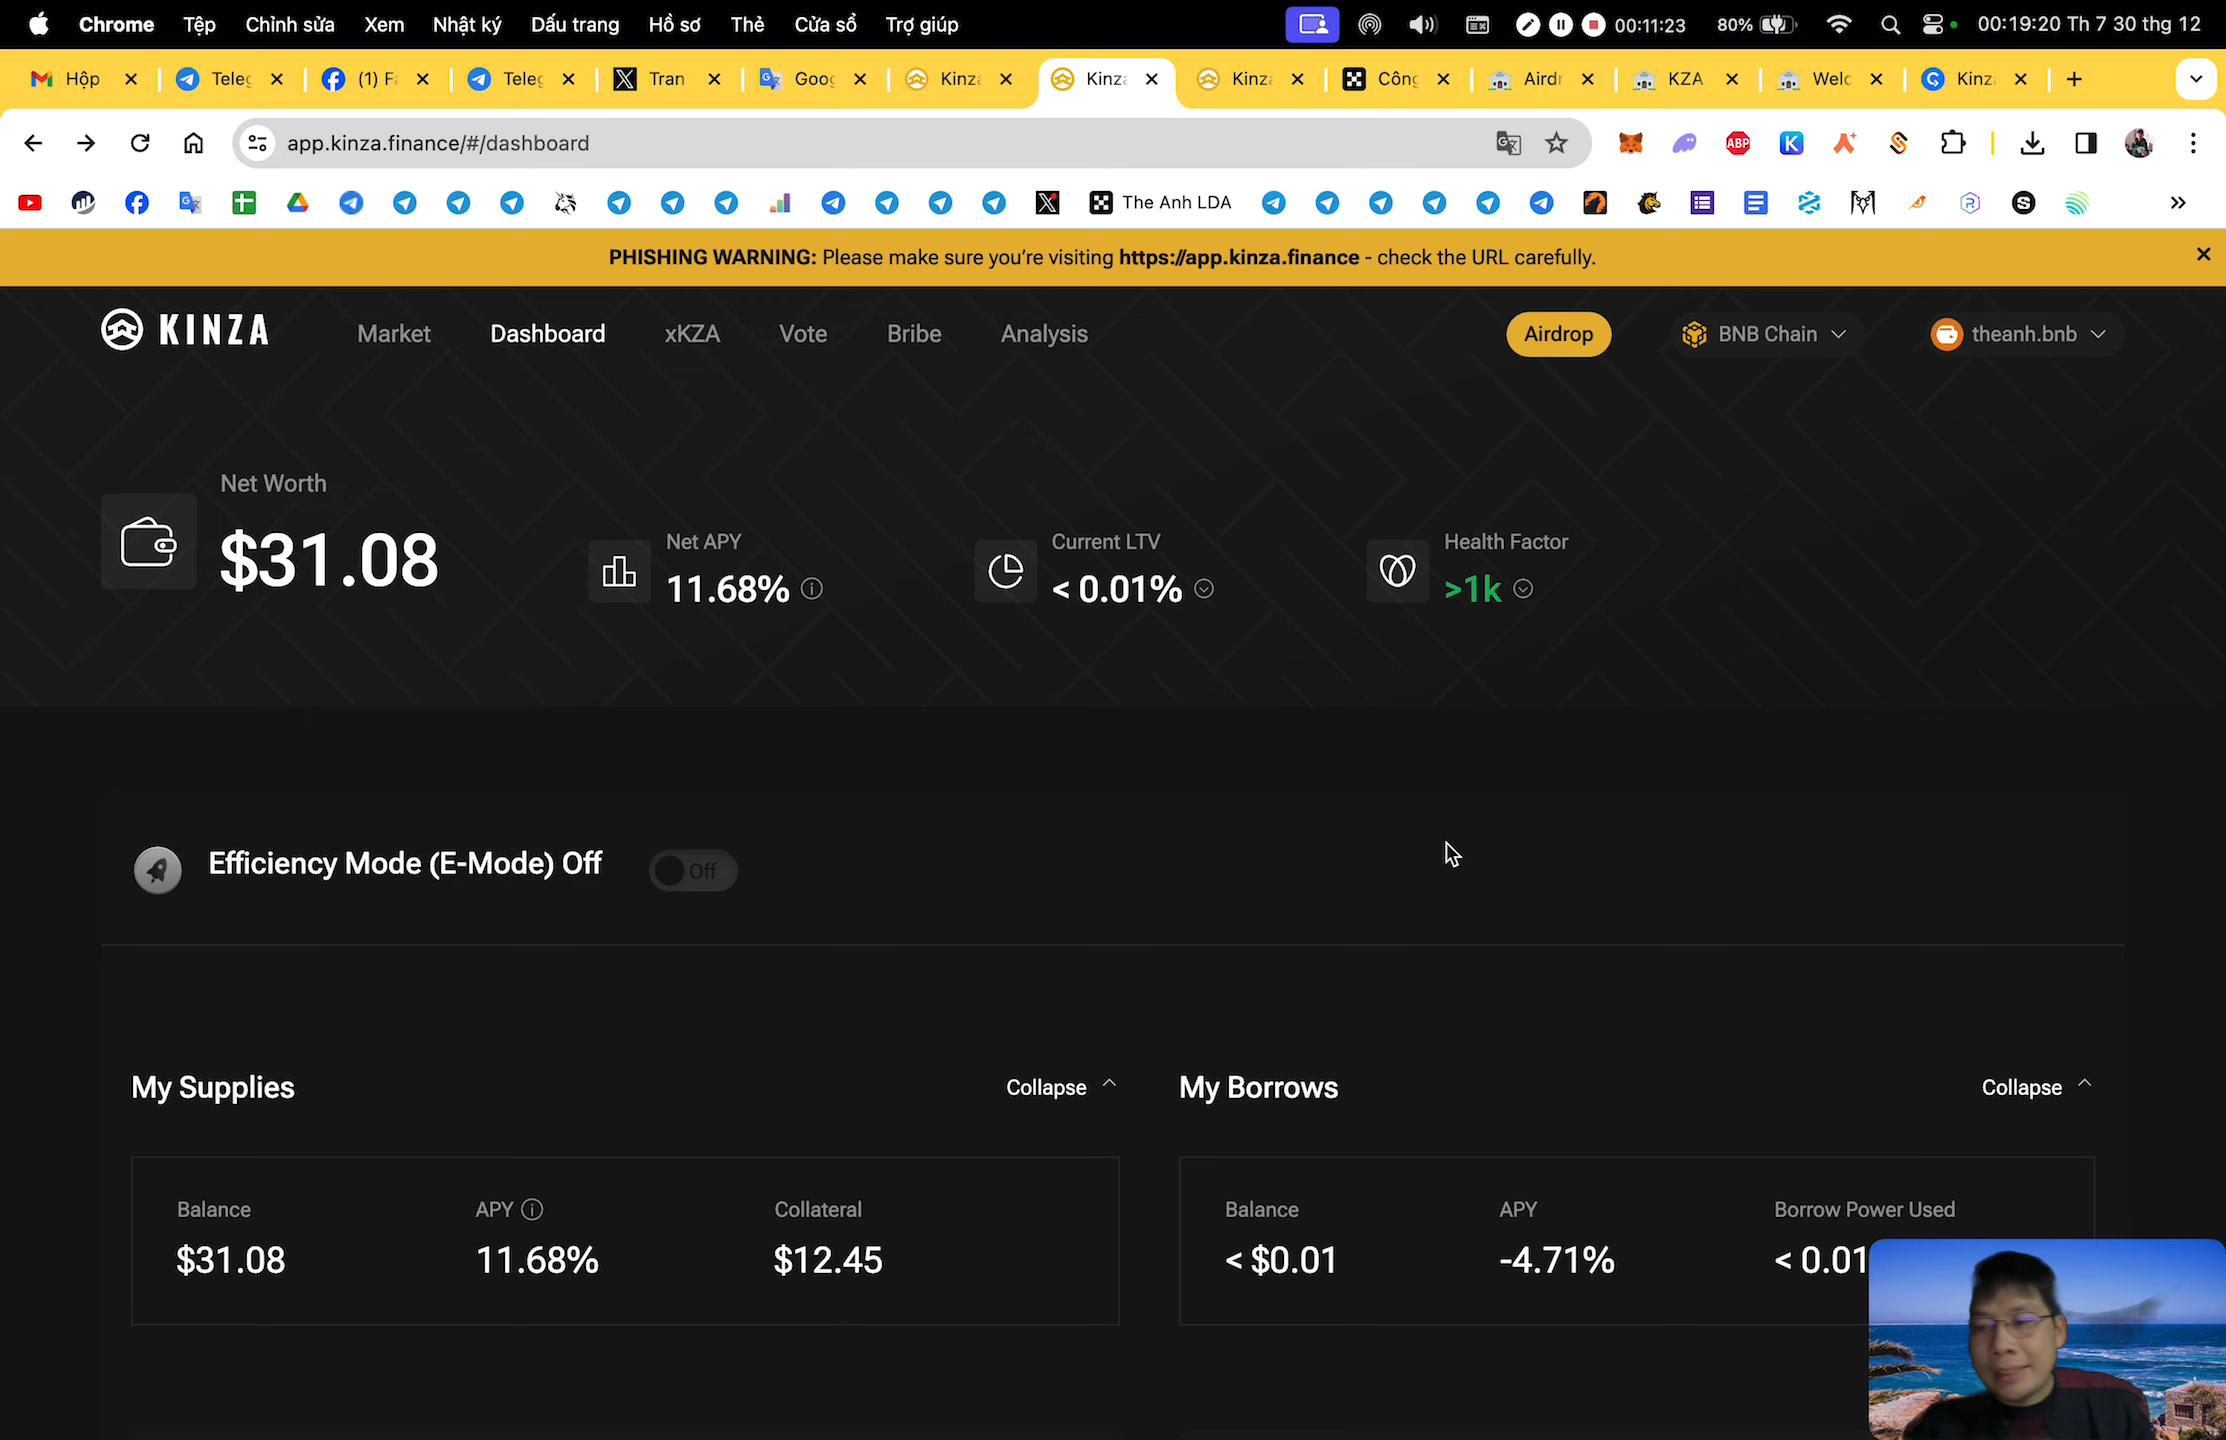 Chrome Tệp Chỉnh sửa Xem Nhật ký Dấu trang Hồ sơ Thẻ Cửa sổ Trợ giúp 00:11:23 80% 00:19:20 Th 7 30 thg 12
Hộp Teleg (1) Fa Teleg Tran Goog Kinza Kinza Kinza Công Airdr KZA Welc Kinz
app.kinza.finance/#/dashboard ABP K
The Anh LDA
PHISHING WARNING: Please make sure you’re visiting https://app.kinza.finance - check the URL carefully.
KINZA Market Dashboard xKZA Vote Bribe Analysis Airdrop BNB Chain theanh.bnb
Net Worth
$31.08
Net APY Current LTV Health Factor
11.68% < 0.01% >1k
Efficiency Mode (E-Mode) Off Off
My Supplies Collapse My Borrows Collapse
Balance APY Collateral Balance APY Borrow Power Used
$31.08 11.68% $12.45 < $0.01 -4.71% < 0.01